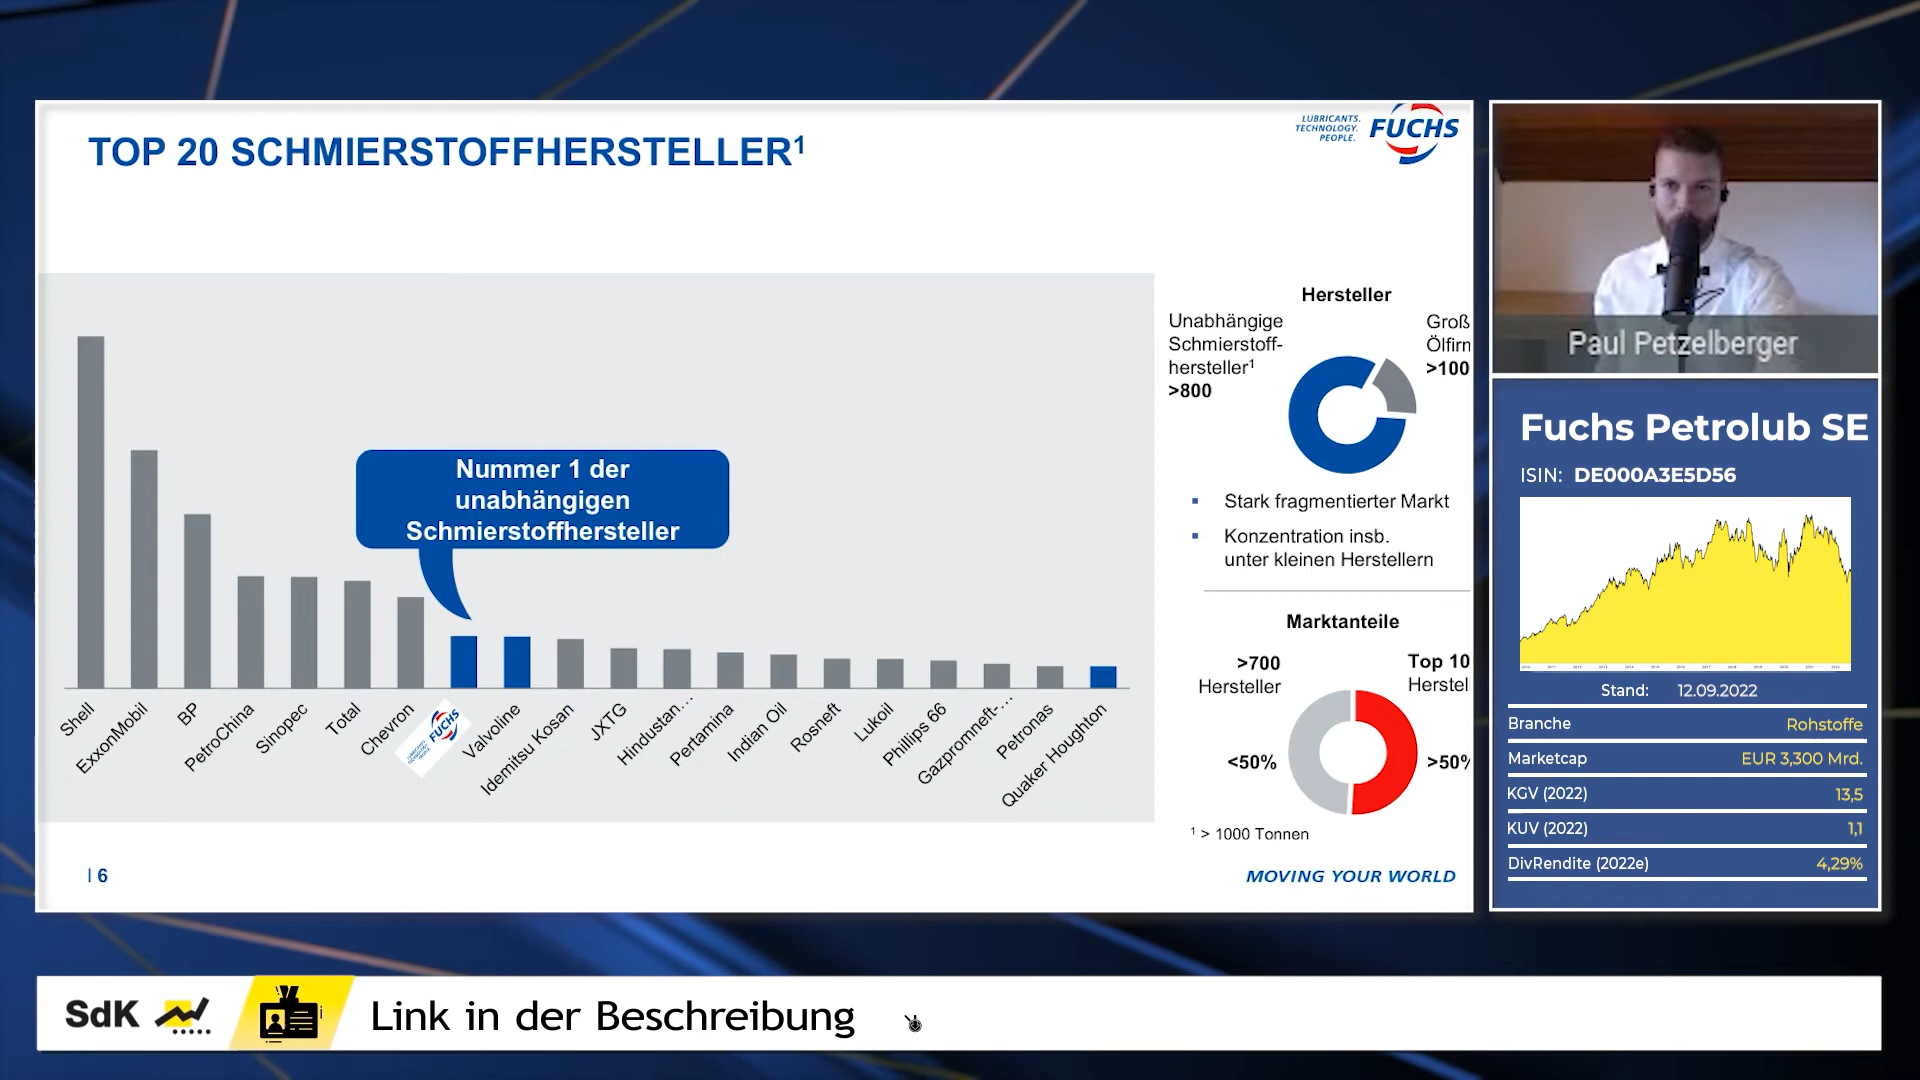 TOP 20 SCHMIERSTOFFHERSTELLER¹
LUBRICANTS.
TECHNOLOGY.
PEOPLE.
FUCHS
Nummer 1 der
unabhängigen
Schmierstoffhersteller
Shell
ExxonMobil
BP
PetroChina
Sinopec
Total
Chevron
FUCHS
Valvoline
Idemitsu Kosan
JXTG
Hindustan...
Pertamina
Indian Oil
Rosneft
Lukoil
Phillips 66
Gazpromneft-...
Petronas
Quaker Houghton
Hersteller
Unabhängige
Schmierstoff-
hersteller¹
>800
Groß
Ölfirn
>100
Stark fragmentierter Markt
Konzentration insb.
unter kleinen Herstellern
Marktanteile
>700
Hersteller
Top 10
Herstel
<50%
>50%
¹ > 1000 Tonnen
| 6
MOVING YOUR WORLD
Paul Petzelberger
Fuchs Petrolub SE
ISIN: DE000A3E5D56
Stand: 12.09.2022
Branche Rohstoffe
Marketcap EUR 3,300 Mrd.
KGV (2022) 13,5
KUV (2022) 1,1
DivRendite (2022e) 4,29%
SdK
Link in der Beschreibung